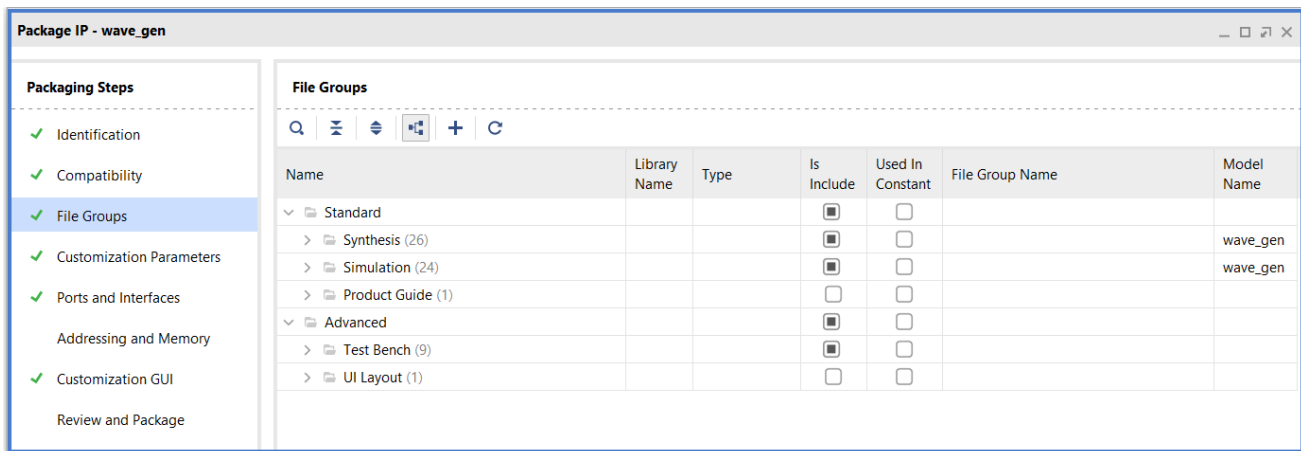 Package IP - wave_gen
Packaging Steps
Identification
Compatibility
File Groups
Customization Parameters
Ports and Interfaces
Addressing and Memory
Customization GUI
Review and Package
File Groups
Name Library Name Type Is Include Used In Constant File Group Name Model Name
Standard
Synthesis (26) wave_gen
Simulation (24) wave_gen
Product Guide (1)
Advanced
Test Bench (9)
UI Layout (1)